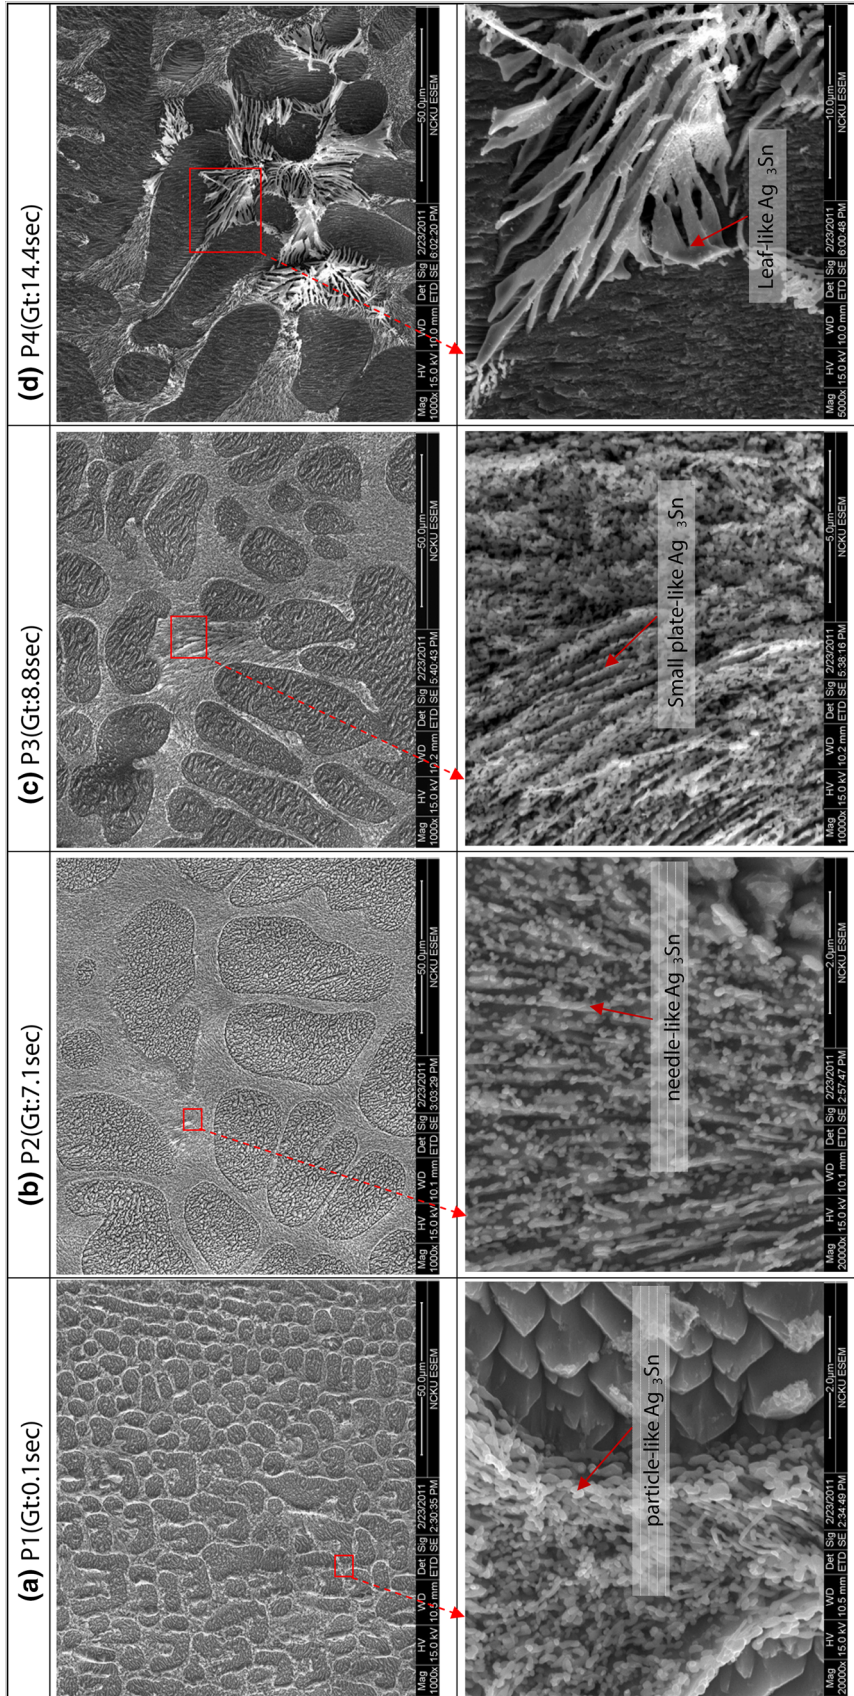 (a) P1(Gt:0.1sec)
(b) P2(Gt:7.1sec)
(c) P3(Gt:8.8sec)
(d) P4(Gt:14.4sec)
Mag HV WD Det Sig 2/23/2011 50.0µm
1000x 15.0 kV 10.5 mm ETD SE 2:30:35 PM NCKU ESEM
Mag HV WD Det Sig 2/23/2011 50.0µm
1000x 15.0 kV 10.1 mm ETD SE 3:03:29 PM NCKU ESEM
Mag HV WD Det Sig 2/23/2011 50.0µm
1000x 15.0 kV 10.2 mm ETD SE 5:40:43 PM NCKU ESEM
Mag HV WD Det Sig 2/23/2011 50.0µm
1000x 15.0 kV 10.0 mm ETD SE 6:02:20 PM NCKU ESEM
particle-like Ag 3Sn
needle-like Ag 3Sn
Small plate-like Ag 3Sn
Leaf-like Ag 3Sn
Mag HV WD Det Sig 2/23/2011 2.0µm
20000x 15.0 kV 10.5 mm ETD SE 2:34:49 PM NCKU ESEM
Mag HV WD Det Sig 2/23/2011 2.0µm
20000x 15.0 kV 10.1 mm ETD SE 2:57:47 PM NCKU ESEM
Mag HV WD Det Sig 2/23/2011 5.0µm
10000x 15.0 kV 10.2 mm ETD SE 5:38:16 PM NCKU ESEM
Mag HV WD Det Sig 2/23/2011 10.0µm
5000x 15.0 kV 10.0 mm ETD SE 6:00:48 PM NCKU ESEM